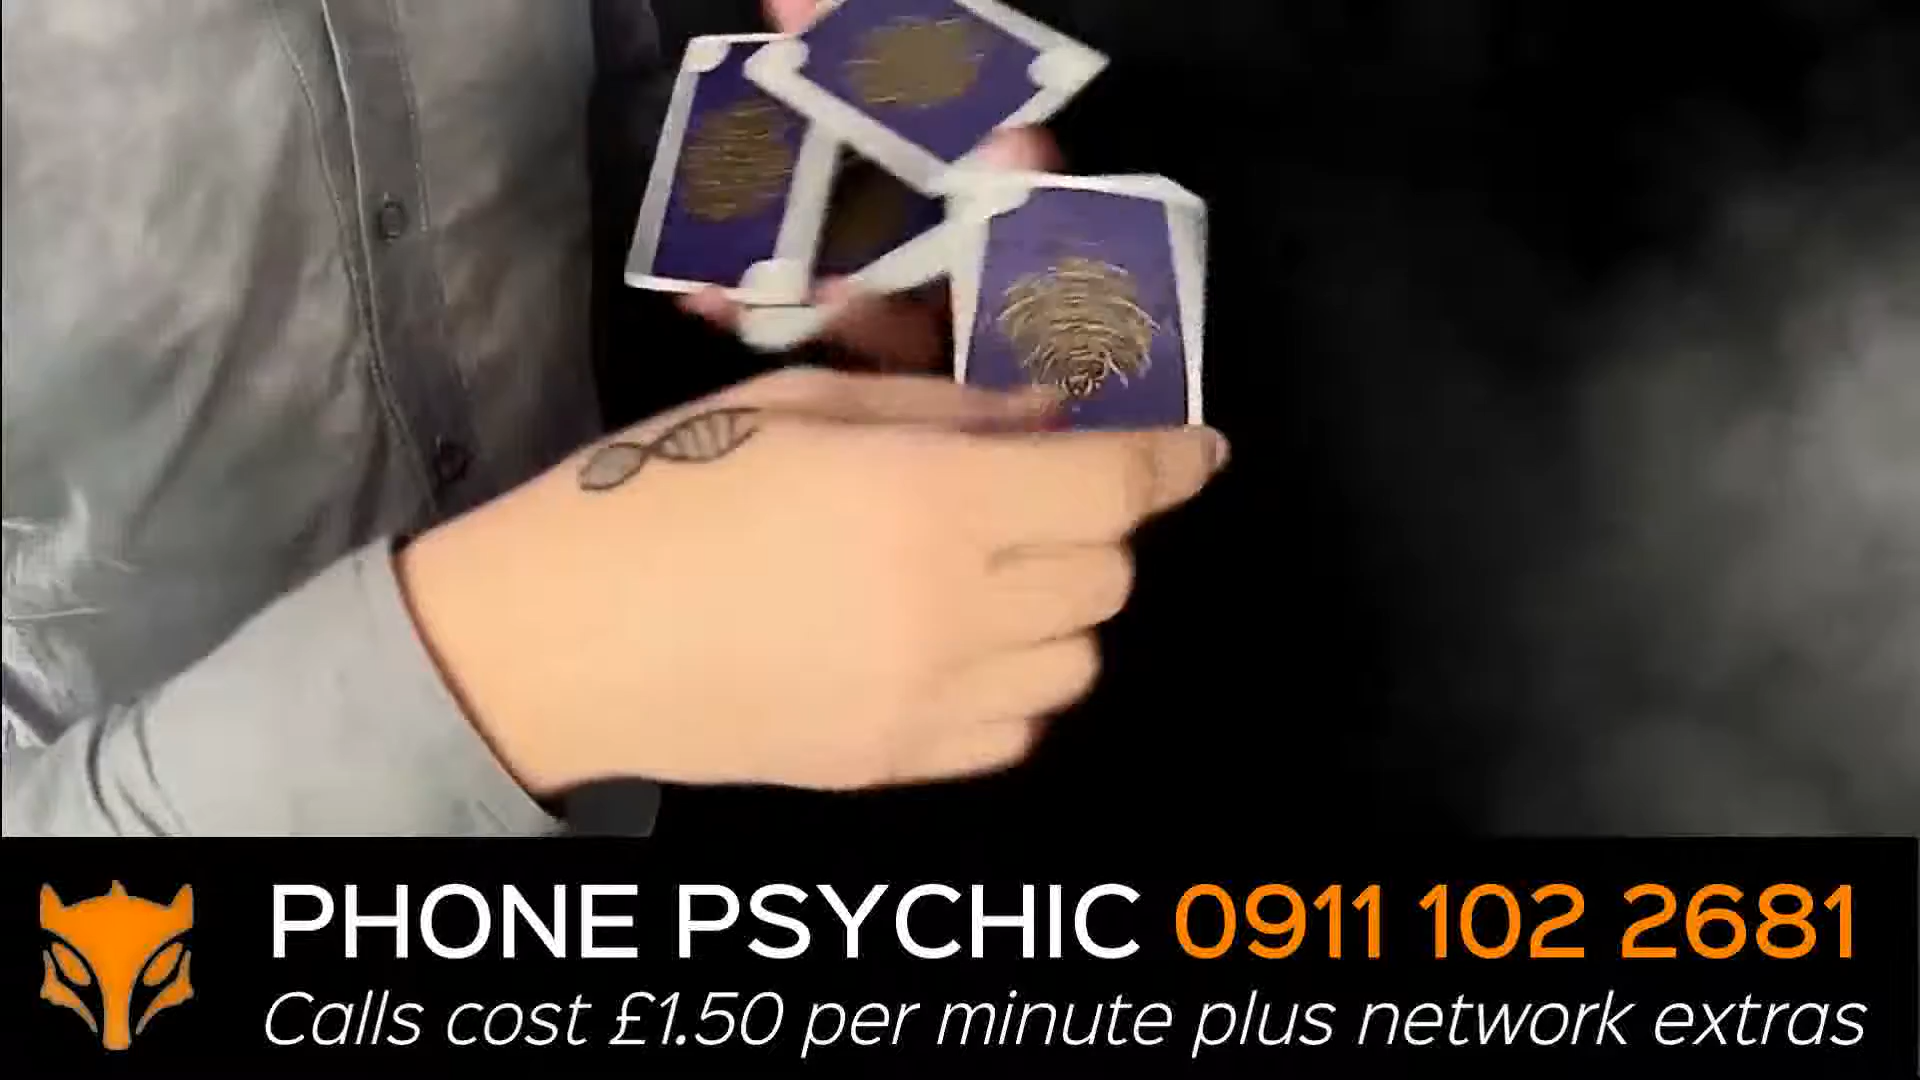 PHONE PSYCHIC 0911 102 2681
Calls cost £1.50 per minute plus network extras